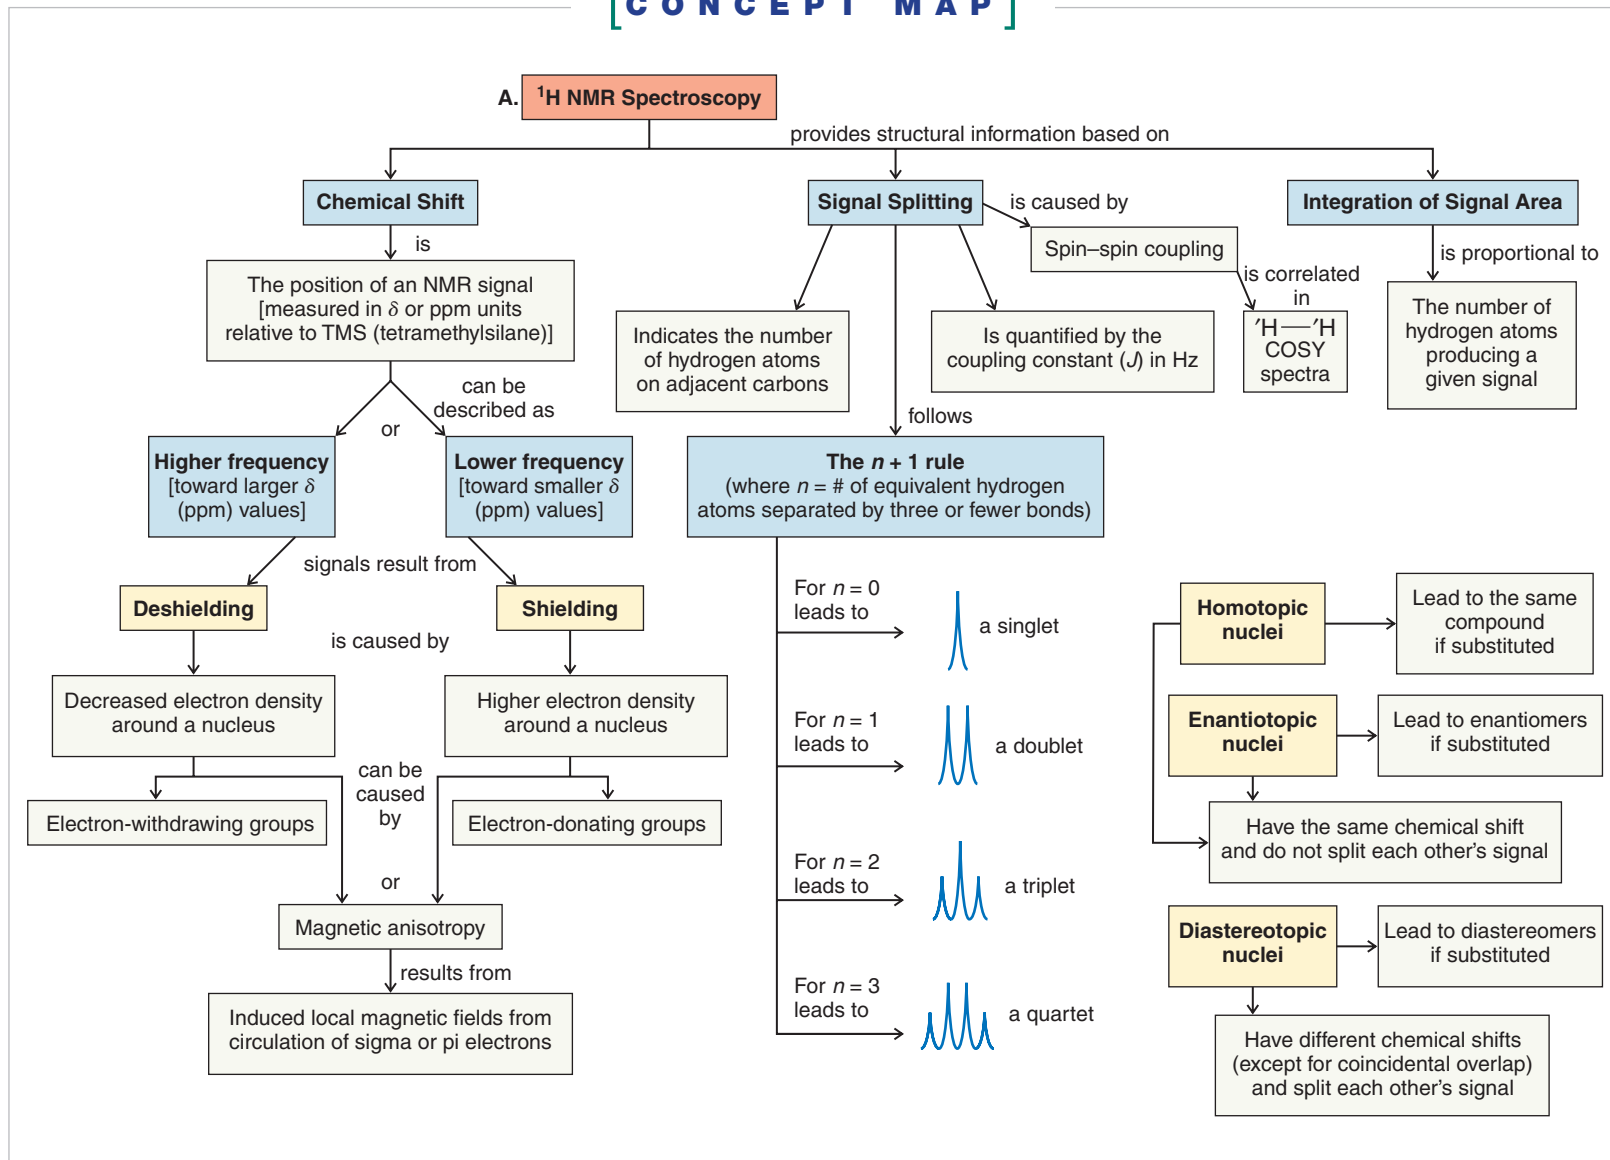 [CONCEPT MAP]
A. ¹H NMR Spectroscopy
provides structural information based on
Chemical Shift
is
The position of an NMR signal
[measured in δ or ppm units
relative to TMS (tetramethylsilane)]
can be
described as
or
Higher frequency
[toward larger δ
(ppm) values]
Lower frequency
[toward smaller δ
(ppm) values]
signals result from
Deshielding
Shielding
is caused by
Decreased electron density
around a nucleus
Higher electron density
around a nucleus
can be
caused
by
Electron-withdrawing groups
Electron-donating groups
or
Magnetic anisotropy
results from
Induced local magnetic fields from
circulation of sigma or pi electrons
Signal Splitting
is caused by
Spin–spin coupling
is correlated
in
′H—′H
COSY
spectra
Indicates the number
of hydrogen atoms
on adjacent carbons
Is quantified by the
coupling constant (J) in Hz
follows
The n + 1 rule
(where n = # of equivalent hydrogen
atoms separated by three or fewer bonds)
For n = 0
leads to
a singlet
For n = 1
leads to
a doublet
For n = 2
leads to
a triplet
For n = 3
leads to
a quartet
Integration of Signal Area
is proportional to
The number of
hydrogen atoms
producing a
given signal
Homotopic
nuclei
Lead to the same
compound
if substituted
Enantiotopic
nuclei
Lead to enantiomers
if substituted
Have the same chemical shift
and do not split each other’s signal
Diastereotopic
nuclei
Lead to diastereomers
if substituted
Have different chemical shifts
(except for coincidental overlap)
and split each other’s signal